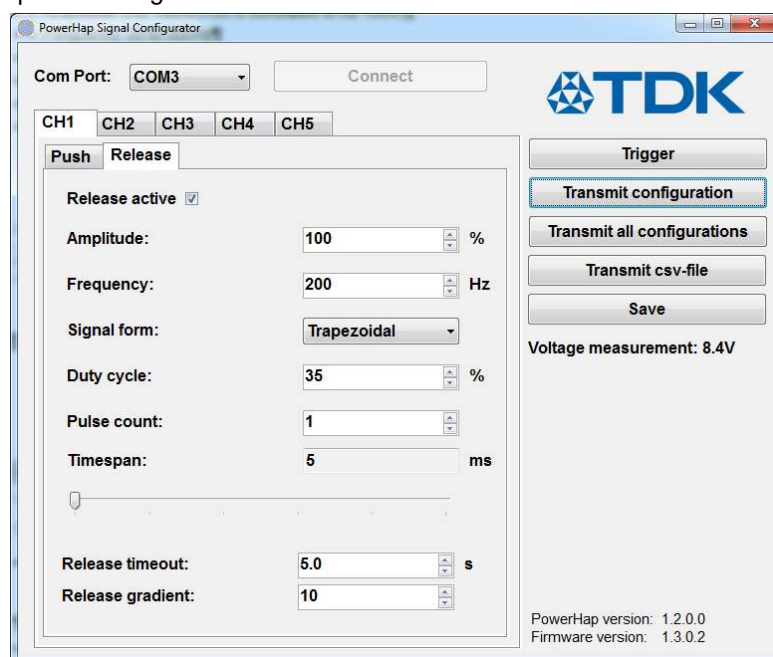 PowerHap Signal Configurator
Com Port: COM3 Connect
TDK
CH1 CH2 CH3 CH4 CH5
Push Release
Release active
Amplitude: 100 %
Frequency: 200 Hz
Signal form: Trapezoidal
Duty cycle: 35 %
Pulse count: 1
Timespan: 5 ms
Release timeout: 5.0 s
Release gradient: 10
Trigger
Transmit configuration
Transmit all configurations
Transmit csv-file
Save
Voltage measurement: 8.4V
PowerHap version: 1.2.0.0
Firmware version: 1.3.0.2